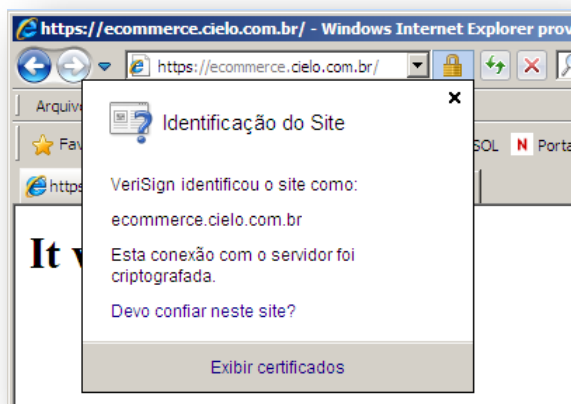 https://ecommerce.cielo.com.br/ - Windows Internet Explorer prov
https://ecommerce.cielo.com.br/
Arquiv
Identificação do Site
Fav
SOL N Porta
https
VeriSign identificou o site como:
ecommerce.cielo.com.br
It
Esta conexão com o servidor foi
criptografada.
Devo confiar neste site?
Exibir certificados